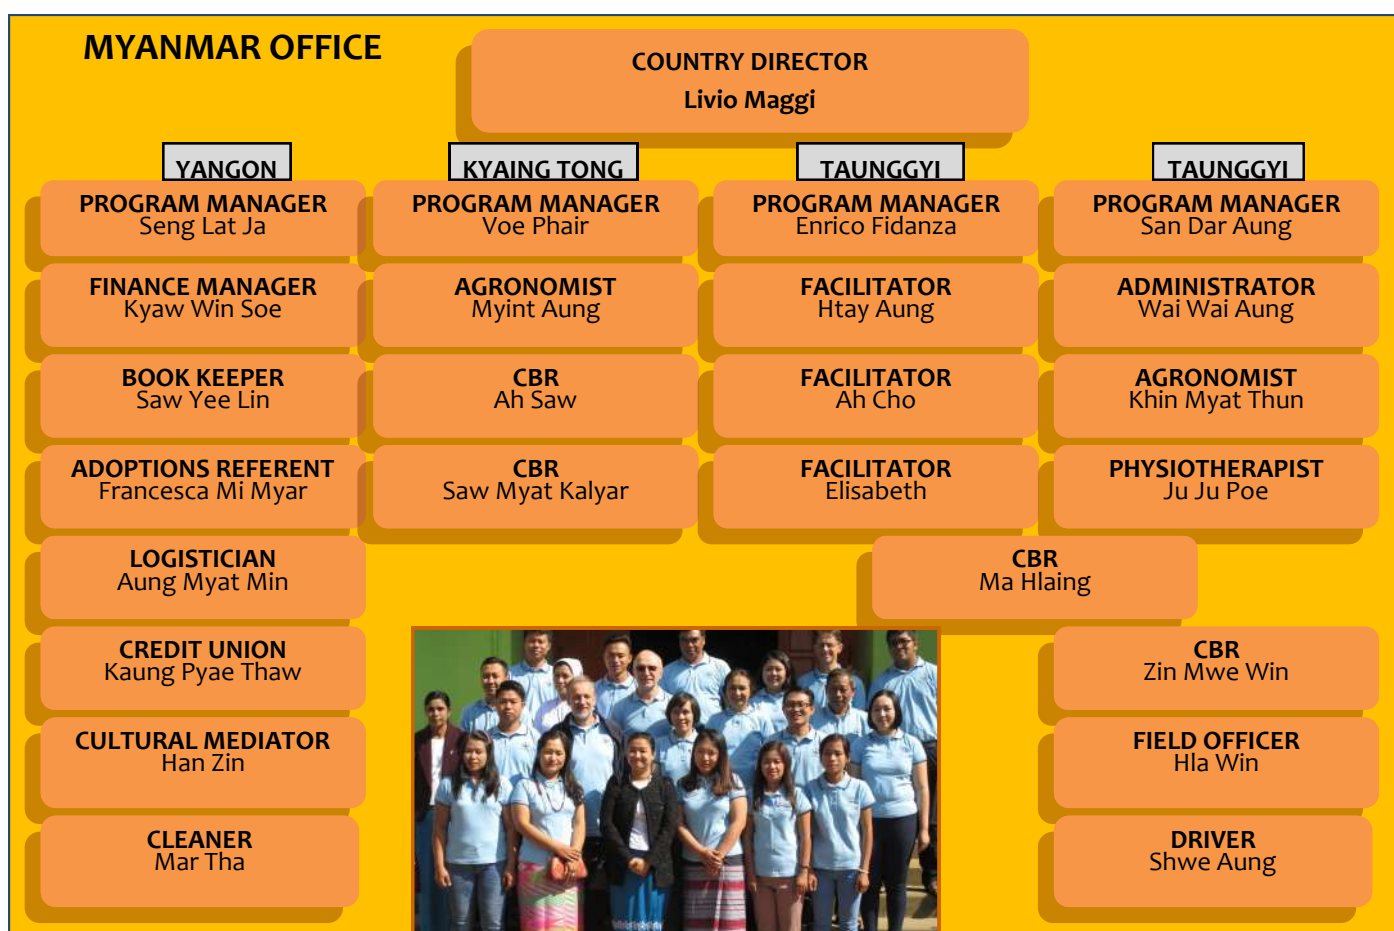 MYANMAR OFFICE
COUNTRY DIRECTOR
Livio Maggi
YANGON
PROGRAM MANAGER
Seng Lat Ja
FINANCE MANAGER
Kyaw Win Soe
BOOK KEEPER
Saw Yee Lin
ADOPTIONS REFERENT
Francesca Mi Myar
LOGISTICIAN
Aung Myat Min
CREDIT UNION
Kaung Pyae Thaw
CULTURAL MEDIATOR
Han Zin
CLEANER
Mar Tha
KYAING TONG
PROGRAM MANAGER
Voe Phair
AGRONOMIST
Myint Aung
CBR
Ah Saw
CBR
Saw Myat Kalyar
TAUNGGYI
PROGRAM MANAGER
Enrico Fidanza
FACILITATOR
Htay Aung
FACILITATOR
Ah Cho
FACILITATOR
Elisabeth
TAUNGGYI
PROGRAM MANAGER
San Dar Aung
ADMINISTRATOR
Wai Wai Aung
AGRONOMIST
Khin Myat Thun
PHYSIOTHERAPIST
Ju Ju Poe
CBR
Ma Hlaing
CBR
Zin Mwe Win
FIELD OFFICER
Hla Win
DRIVER
Shwe Aung